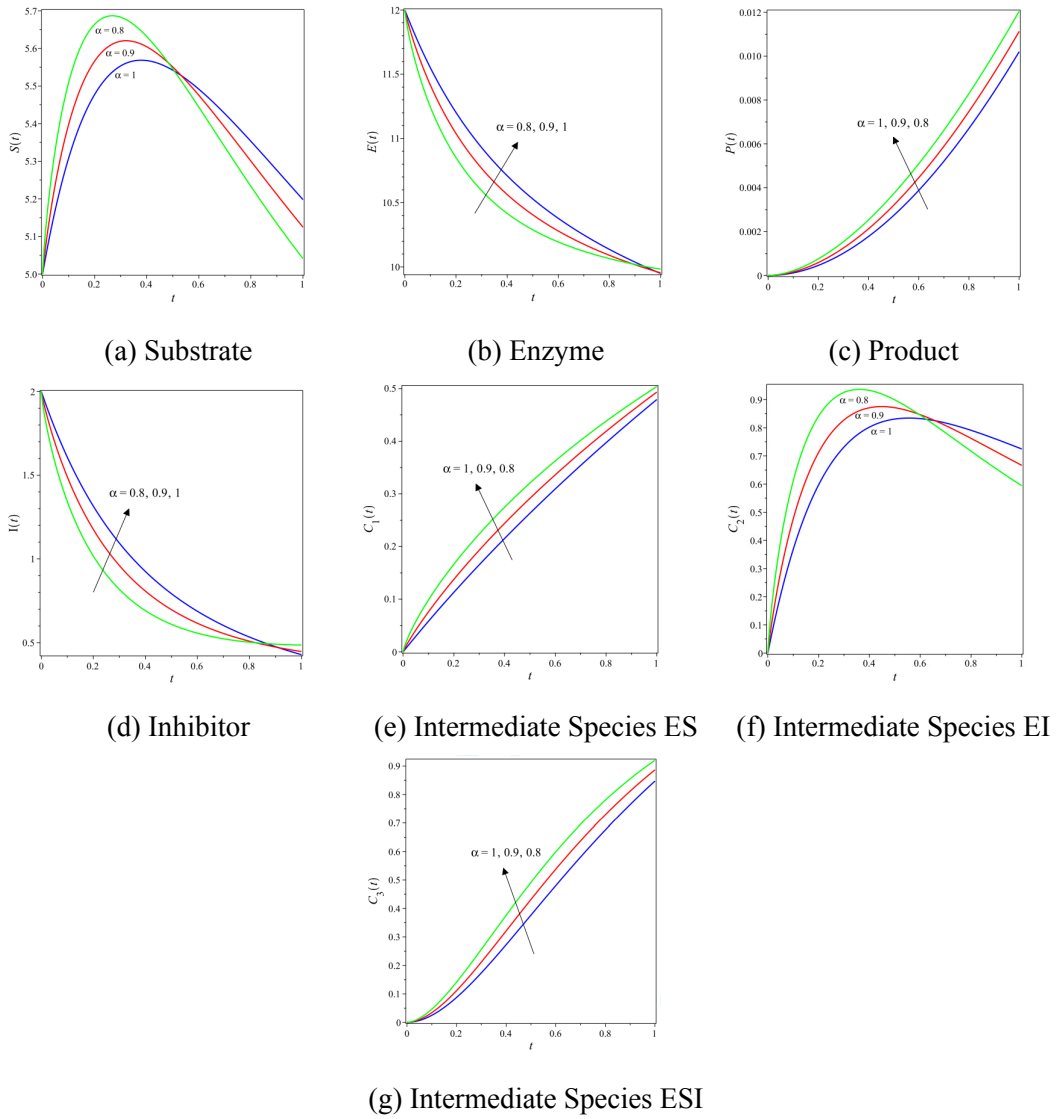 5.7
5.6
5.5
5.4
5.3
5.2
5.1
5.0
S(t)
α = 0.8
α = 0.9
α = 1
0 0.2 0.4 0.6 0.8 1
t
(a) Substrate
12
11
10.5
10
E(t)
α = 0.8, 0.9, 1
0 0.2 0.4 0.6 0.8 1
t
(b) Enzyme
0.012
0.010
0.008
0.006
0.004
0.002
0
P(t)
α = 1, 0.9, 0.8
0 0.2 0.4 0.6 0.8 1
t
(c) Product
2
1.5
1
0.5
I(t)
α = 0.8, 0.9, 1
0 0.2 0.4 0.6 0.8 1
t
(d) Inhibitor
0.5
0.4
0.3
0.2
0.1
0
C₁(t)
α = 1, 0.9, 0.8
0 0.2 0.4 0.6 0.8 1
t
(e) Intermediate Species ES
0.9
0.8
0.7
0.6
0.5
0.4
0.3
0.2
0.1
0
C₂(t)
α = 0.8
α = 0.9
α = 1
0 0.2 0.4 0.6 0.8 1
t
(f) Intermediate Species EI
0.9
0.8
0.7
0.6
0.5
0.4
0.3
0.2
0.1
0
C₃(t)
α = 1, 0.9, 0.8
0 0.2 0.4 0.6 0.8 1
t
(g) Intermediate Species ESI